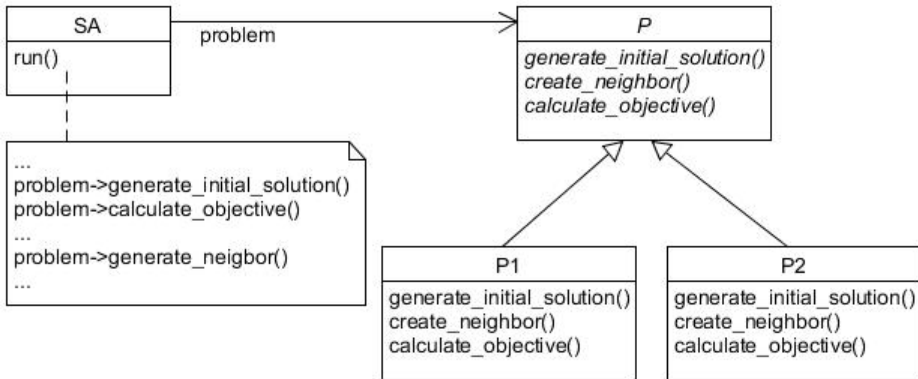 SA
run()
problem
P
generate_initial_solution()
create_neighbor()
calculate_objective()
...
problem->generate_initial_solution()
problem->calculate_objective()
...
problem->generate_neigbor()
...
P1
generate_initial_solution()
create_neighbor()
calculate_objective()
P2
generate_initial_solution()
create_neighbor()
calculate_objective()